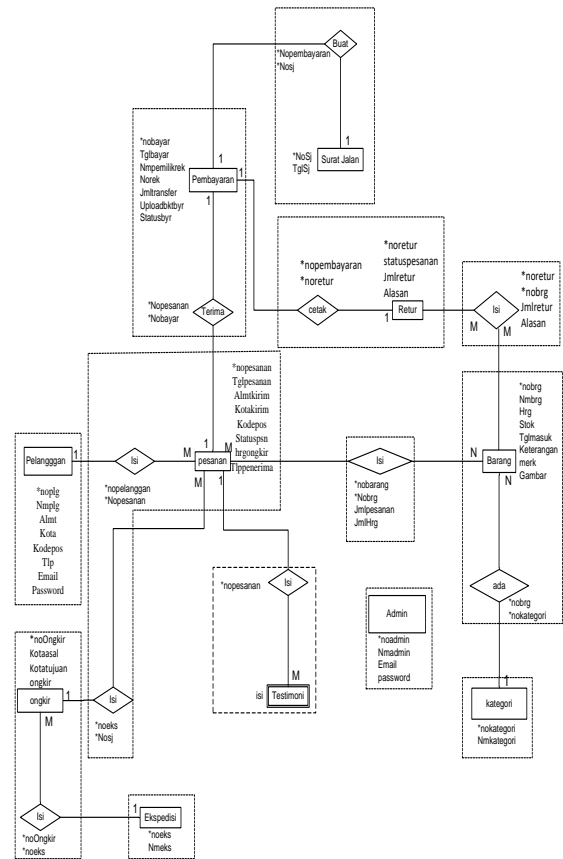 Buat
*Nopembayaran
*Nosj
1
*NoSj
TglSj
Surat Jalan
*nobayar
Tglbayar
Nmpemilikrek
Norek
Jmltransfer
Uploadbktbyr
Statusbyr
1
Pembayaran
1
1
*nopembayaran
*noretur
cetak
*noretur
statuspesanan
Jmlretur
Alasan
1
Retur
M
Isi
M
*noretur
*nobrg
Jmlretur
Alasan
*Nopesanan
*Nobayar
Terima
*nopesanan
Tglpesanan
Almtkirim
Kotakirim
Kodepos
Statuspsn
hrgongkir
Tlppenerima
1
M
pesanan
M
M
1
Pelangggan
1
*noplg
Nmplg
Almt
Kota
Kodepos
Tlp
Email
Password
Isi
*nopelanggan
*Nopesanan
Isi
*nobarang
*Nobrg
Jmlpesanan
JmlHrg
N
Barang
N
*nobrg
Nmbrg
Hrg
Stok
Tglmasuk
Keterangan
merk
Gambar
ada
*nobrg
*nokategori
1
kategori
*nokategori
Nmkategori
*nopesanan
Isi
M
isi
Testimoni
Admin
*noadmin
Nmadmin
Email
password
*noOngkir
Kotaasal
Kotatujuan
ongkir
ongkir
1
M
Isi
*noeks
*Nosj
Isi
*noOngkir
*noeks
1
Ekspedisi
*noeks
Nmeks